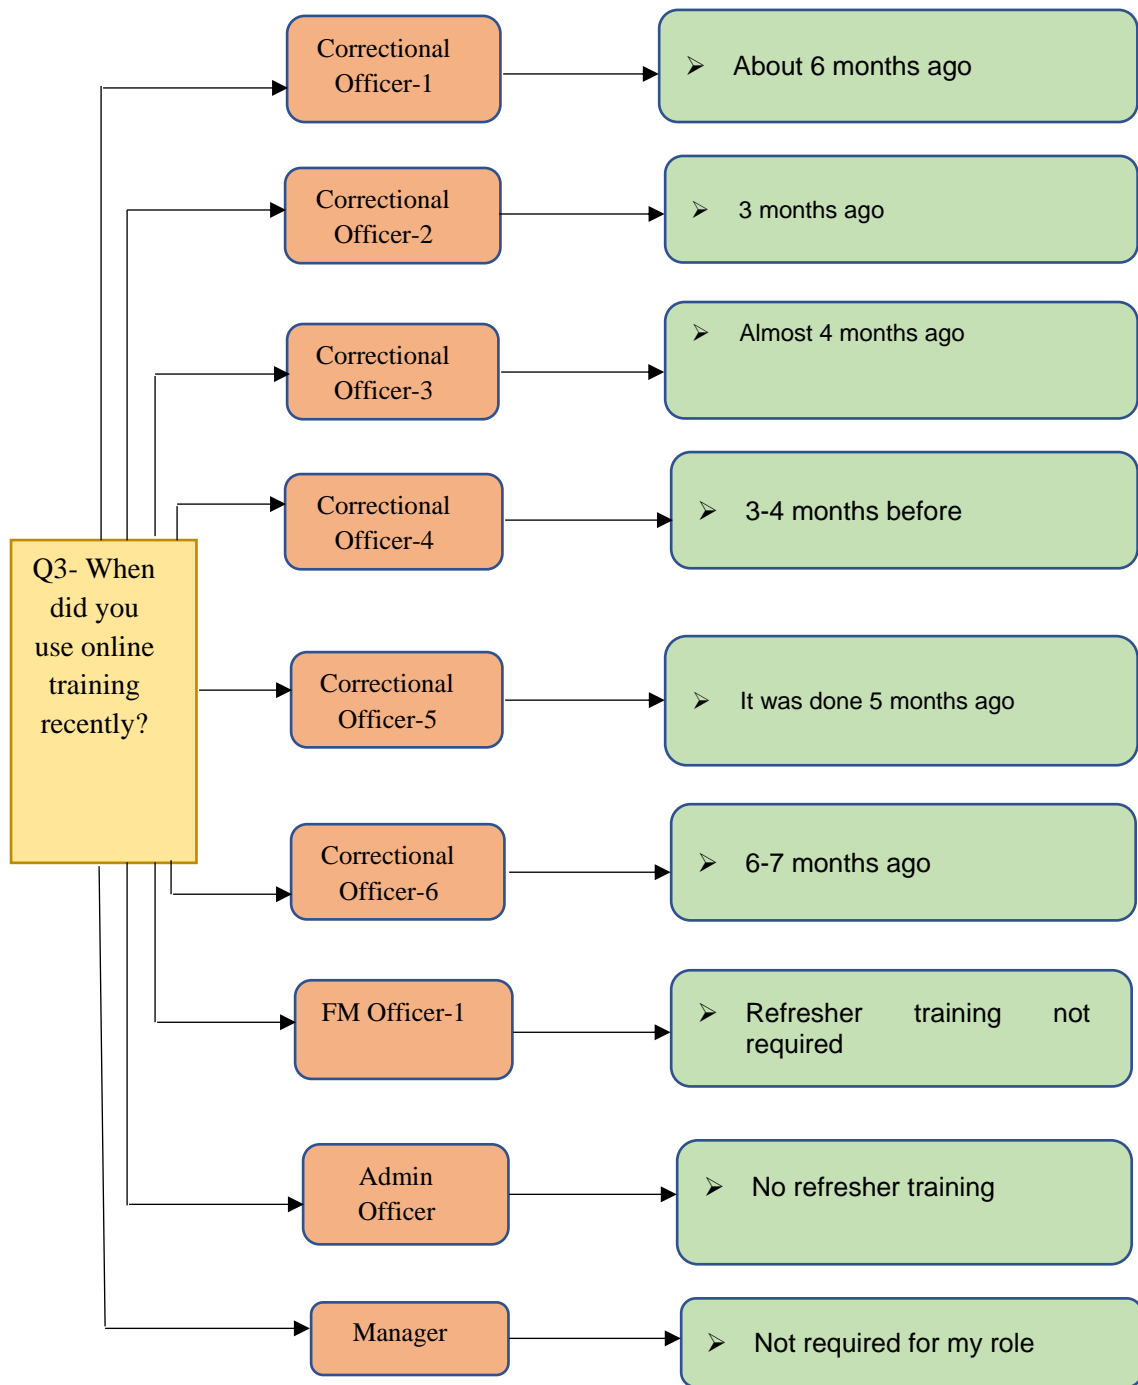 Correctional
Officer-1
➢ About 6 months ago
Correctional
Officer-2
➢ 3 months ago
Correctional
Officer-3
➢ Almost 4 months ago
Correctional
Officer-4
➢ 3-4 months before
Q3- When
did you
use online
training
recently?
Correctional
Officer-5
➢ It was done 5 months ago
Correctional
Officer-6
➢ 6-7 months ago
FM Officer-1
➢ Refresher training not
required
Admin
Officer
➢ No refresher training
Manager
➢ Not required for my role